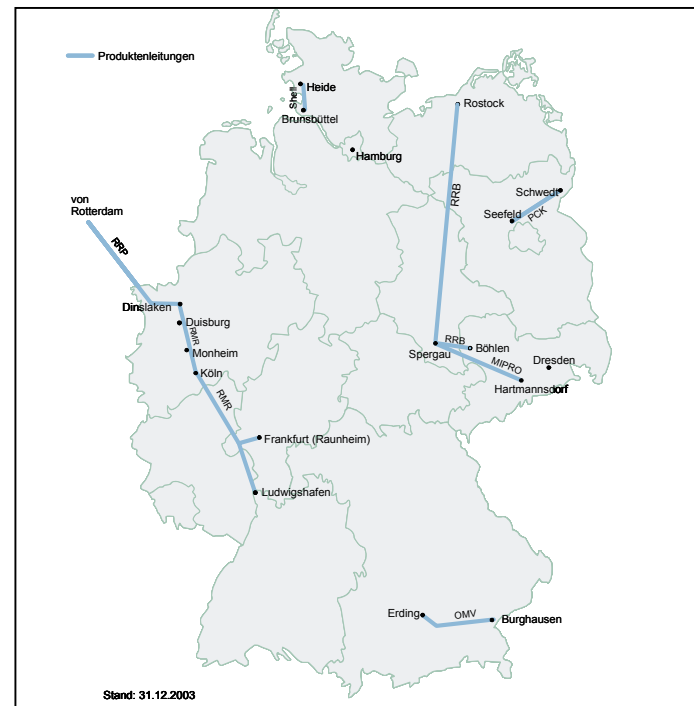 Produktenleitungen
Heide
Shell
Brunsbüttel
Rostock
Hamburg
Schwedt
RRB
Seefeld
PCK
von
Rotterdam
RRP
Dinslaken
Duisburg
RMR
Monheim
Köln
RRB
Böhlen
Spergau
MIPRO
Dresden
Hartmannsdorf
RMR
Frankfurt (Raunheim)
Ludwigshafen
Erding
OMV
Burghausen
Stand: 31.12.2003